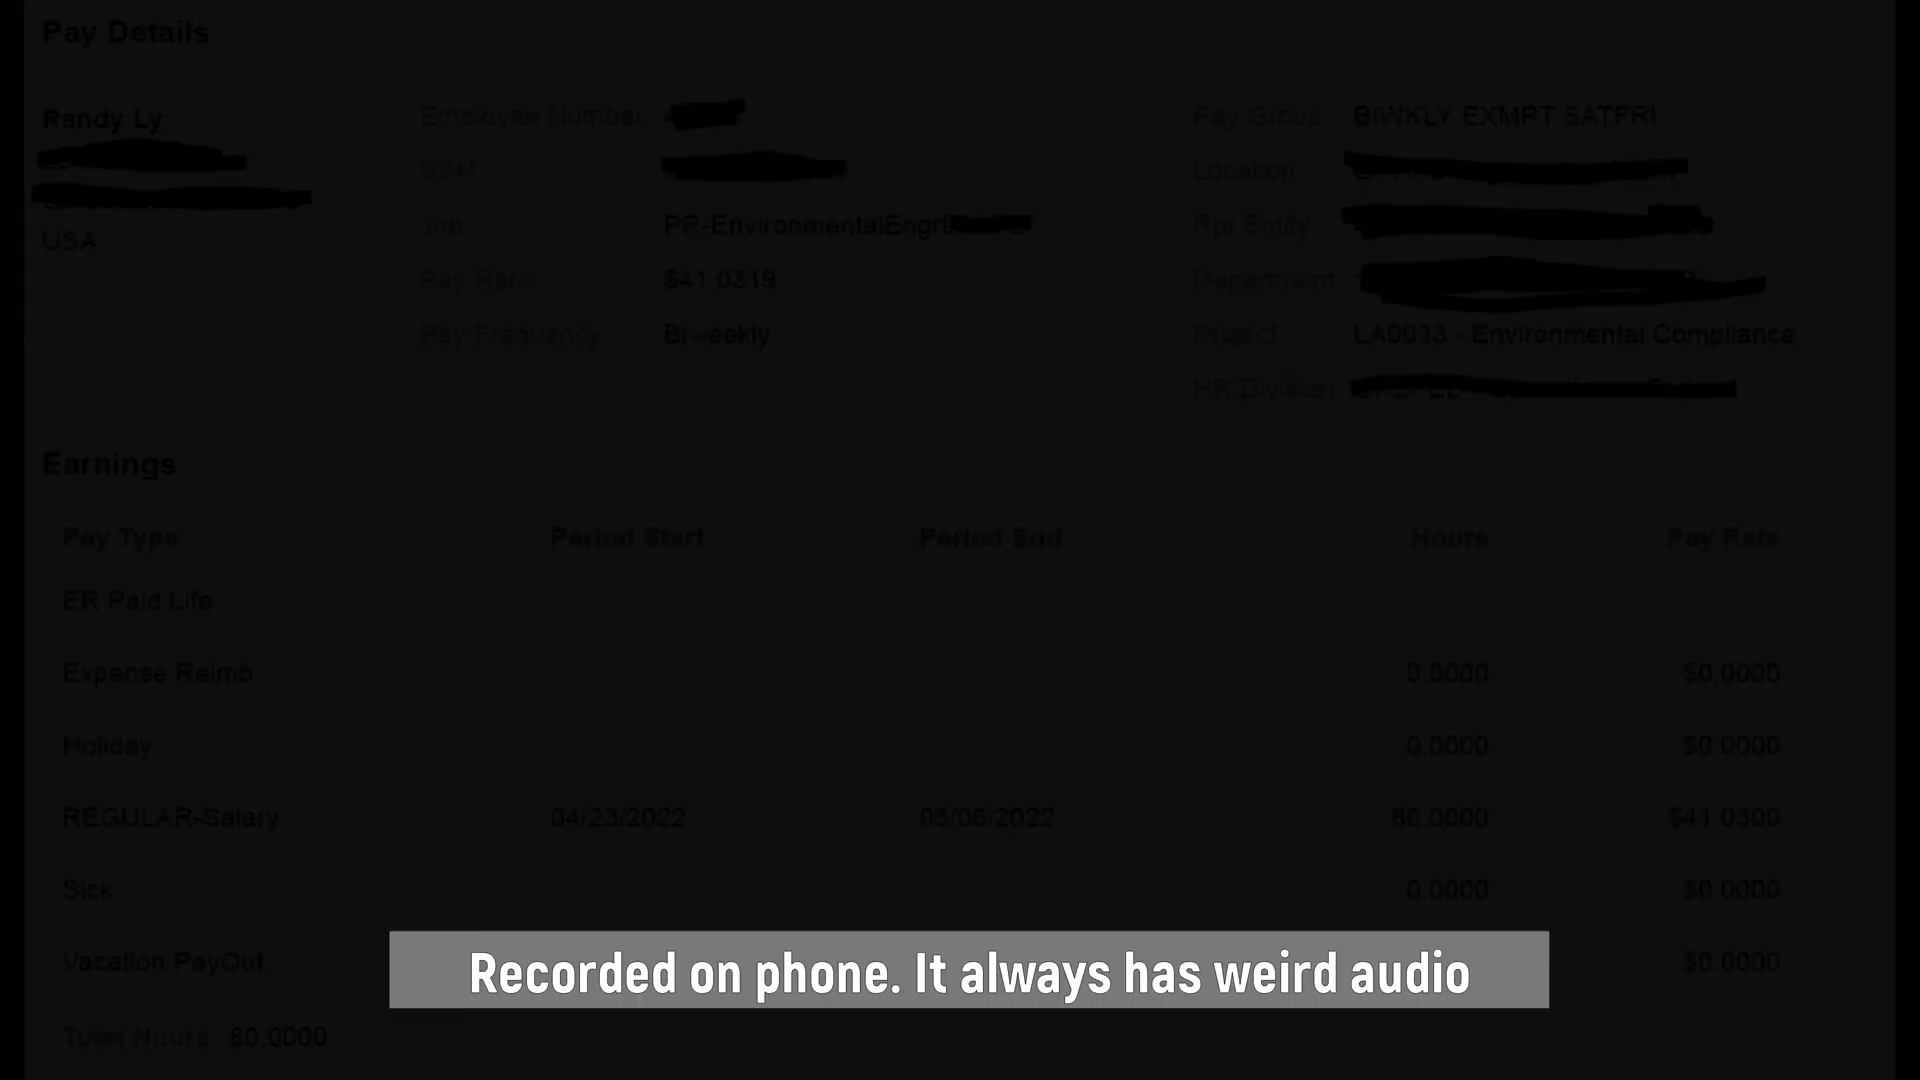 Pay Details
Randy Ly
USA
Employee Number
SSN
Job PR-EnvironmentalEngr
Pay Rate $41.0319
Pay Frequency Biweekly
Pay Group BIWKLY EXMPT SATFRI
Location
Rpt Entity
Department
Project LA0033 - Environmental Compliance
HR Division
Earnings
Pay Type Period Start Period End Hours Pay Rate
ER Paid Life
Expense Reimb 0.0000 $0.0000
Holiday 0.0000 $0.0000
REGULAR-Salary 04/23/2022 05/06/2022 80.0000 $41.0300
Sick 0.0000 $0.0000
Vacation PayOut $0.0000
Total Hours 80.0000
Recorded on phone. It always has weird audio